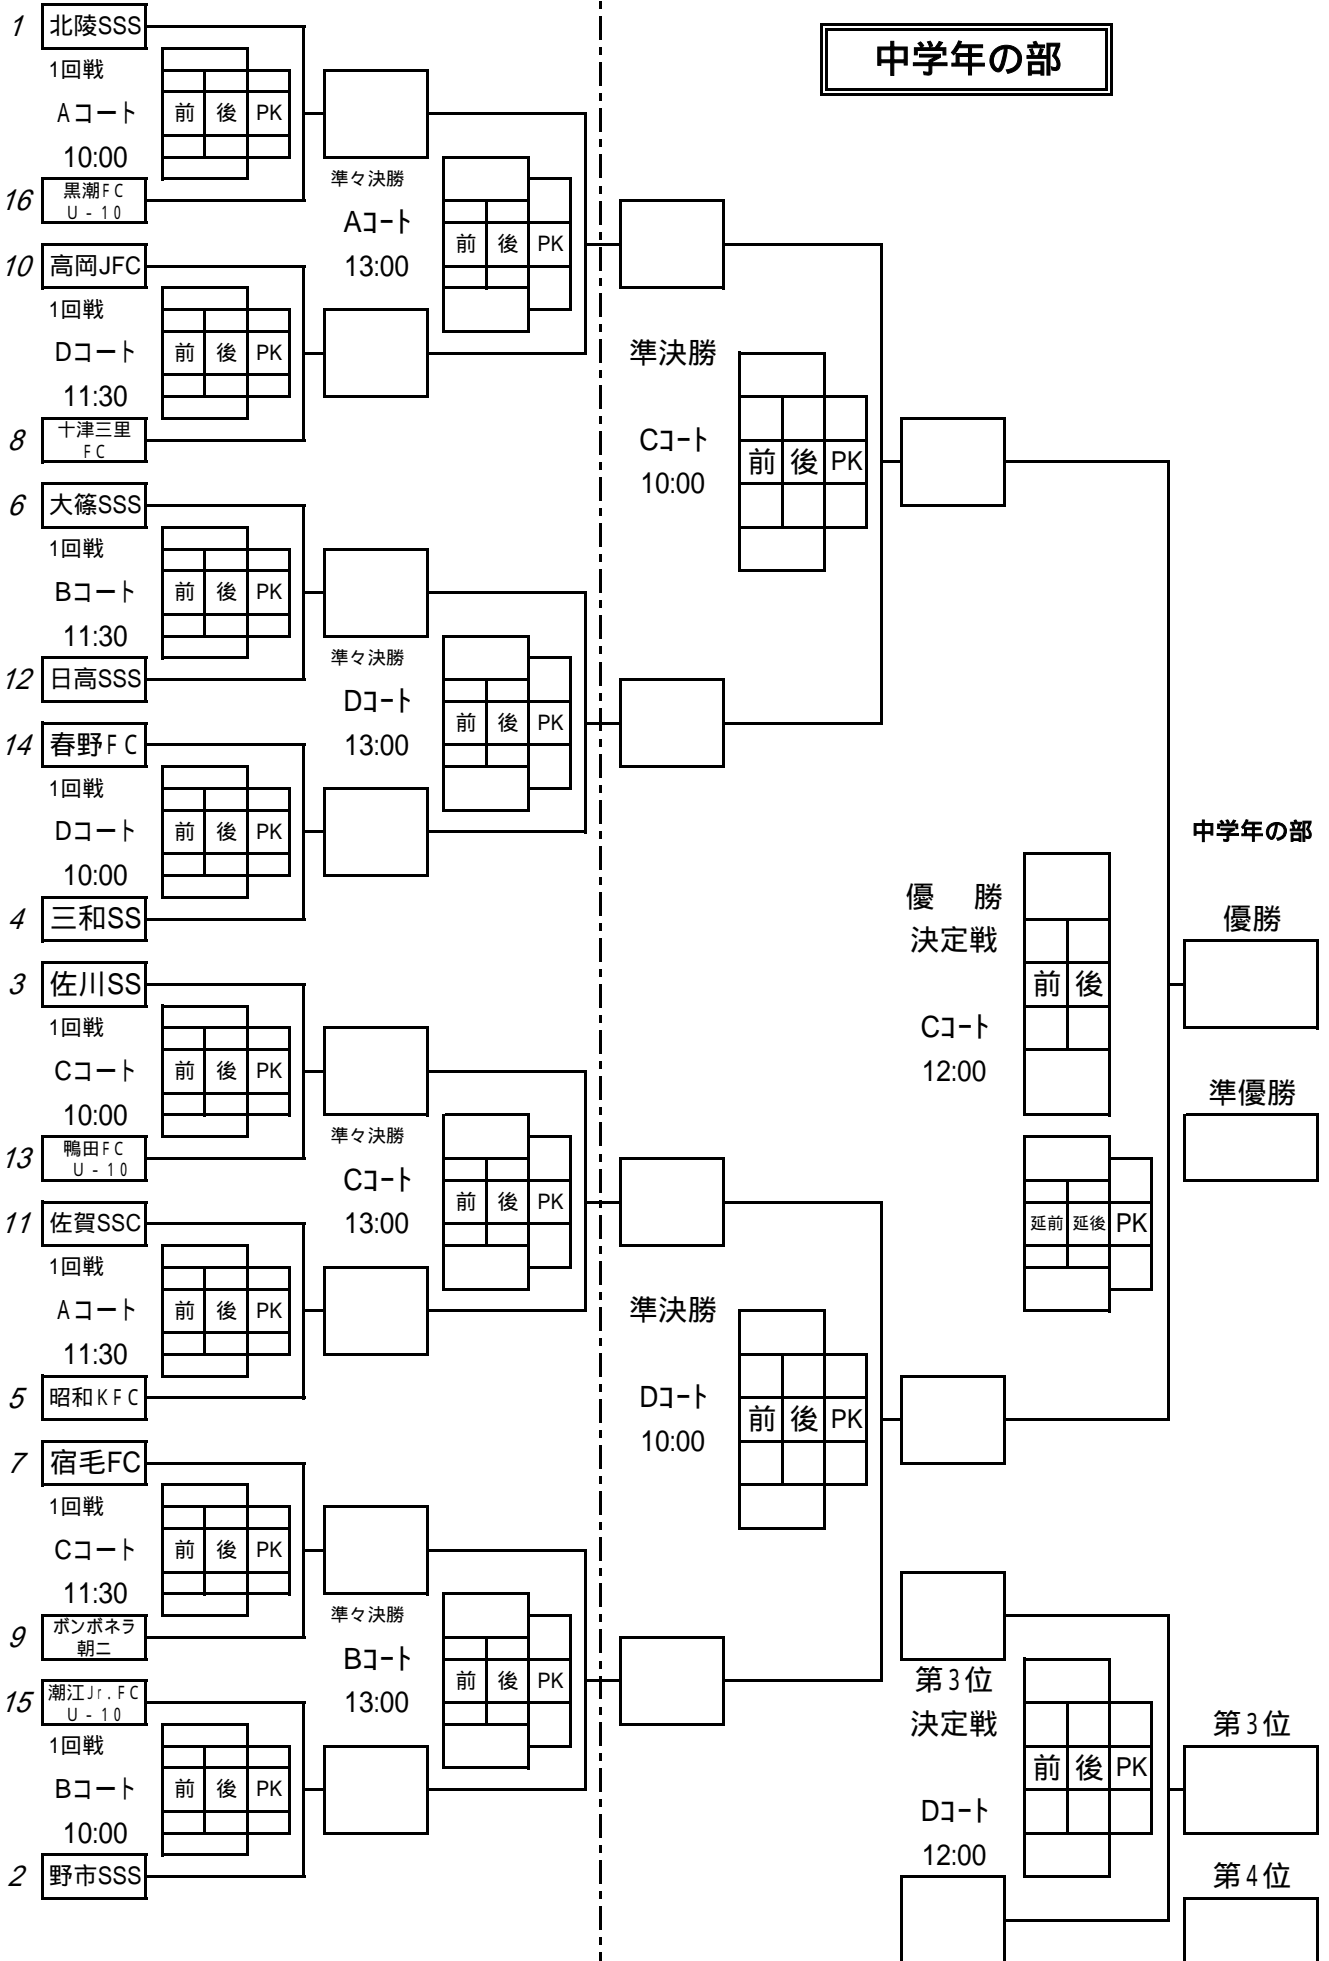 中学年の部
1 北陵SSS
1回戦
Aコート
前 後 PK
10:00
16 黒潮FC
U-10
10 高岡JFC
1回戦
Dコート
前 後 PK
11:30
8 十津三里
FC
準々決勝
Aコート
前 後 PK
13:00
6 大篠SSS
1回戦
Bコート
前 後 PK
11:30
12 日高SSS
14 春野FC
1回戦
Dコート
前 後 PK
10:00
4 三和SS
準々決勝
Dコート
前 後 PK
13:00
準決勝
Cコート
前 後 PK
10:00
3 佐川SS
1回戦
Cコート
前 後 PK
10:00
13 鴨田FC
U-10
11 佐賀SSC
1回戦
Aコート
前 後 PK
11:30
5 昭和KFC
準々決勝
Cコート
前 後 PK
13:00
7 宿毛FC
1回戦
Cコート
前 後 PK
11:30
9 ボンボネラ
朝ニ
15 潮江Jr.FC
U-10
1回戦
Bコート
前 後 PK
10:00
2 野市SSS
準々決勝
Bコート
前 後 PK
13:00
準決勝
Dコート
前 後 PK
10:00
優 勝
決定戦
前 後
Cコート
12:00
延前 延後 PK
中学年の部
優勝
準優勝
第3位
決定戦
前 後 PK
Dコート
12:00
第3位
第4位